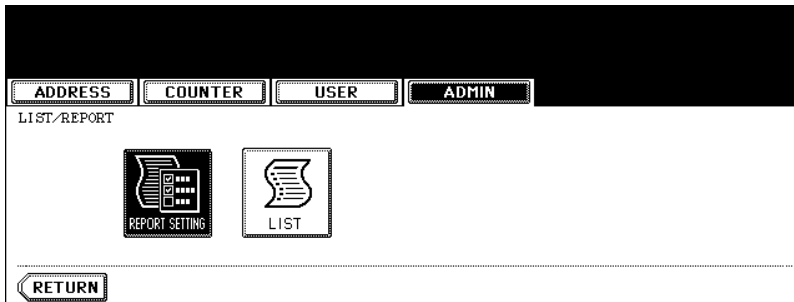 ADDRESS COUNTER USER ADMIN
LIST/REPORT
REPORT SETTING LIST
RETURN